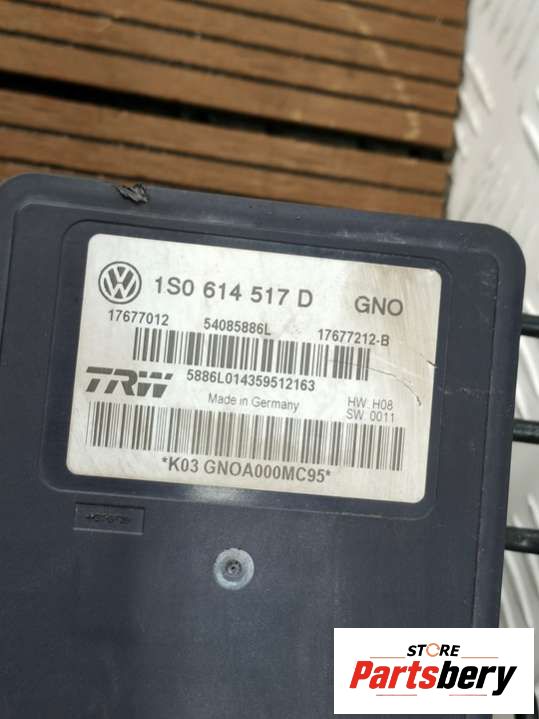 1S0 614 517 D GNO
17677012 54085886L 17677212-B
TRW 5886L014359512163
Made in Germany HW: H08
SW: 0011
*K03 GNOA000MC95*
STORE
Partsbery